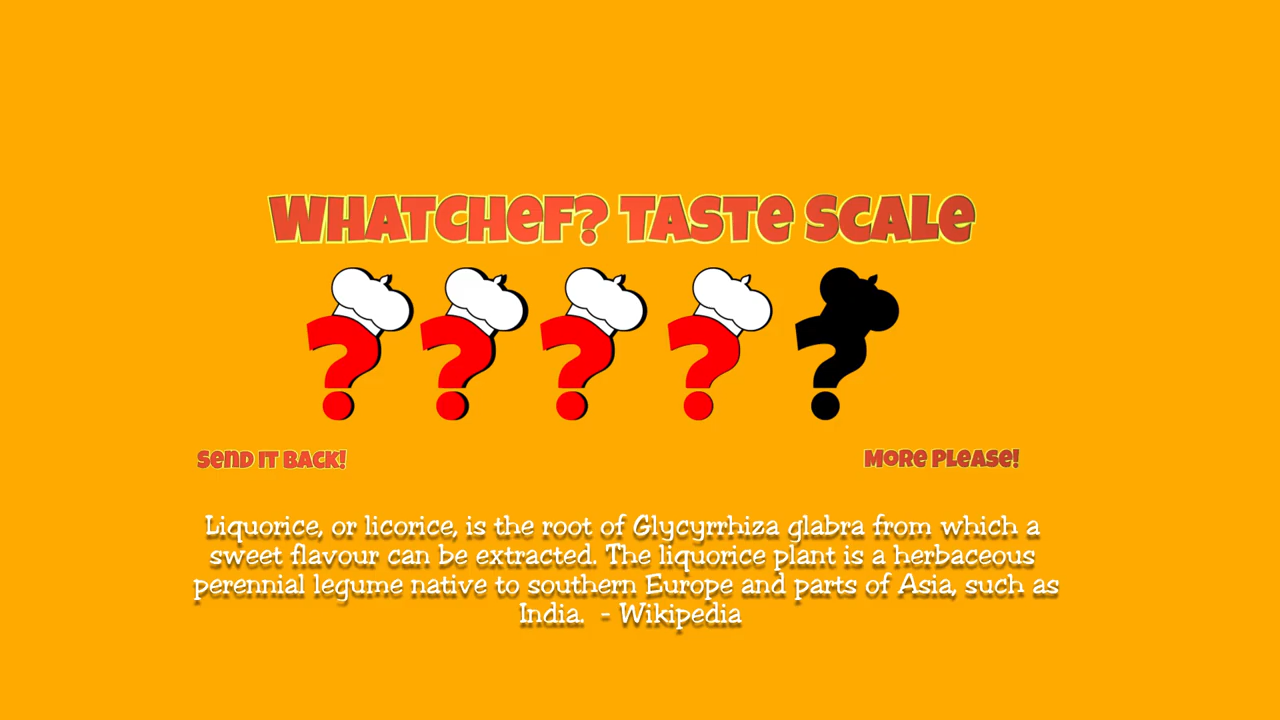 WHATCHeF? TASTe SCALe
SeND IT BACK!
MORe PLeASe!
Liquorice, or licorice, is the root of Glycyrrhiza glabra from which a
sweet flavour can be extracted. The liquorice plant is a herbaceous
perennial legume native to southern Europe and parts of Asia, such as
India. - Wikipedia